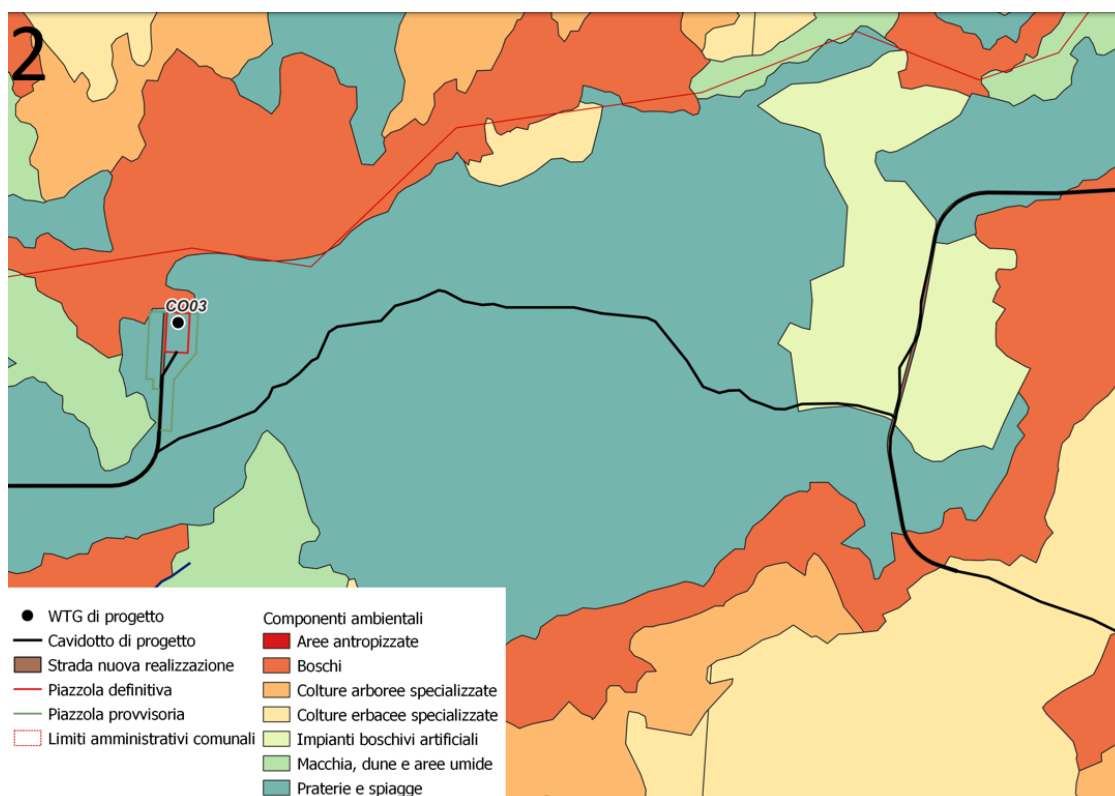 2
CO03
WTG di progetto
Cavidotto di progetto
Strada nuova realizzazione
Piazzola definitiva
Piazzola provvisoria
Limiti amministrativi comunali
Componenti ambientali
Aree antropizzate
Boschi
Colture arboree specializzate
Colture erbacee specializzate
Impianti boschivi artificiali
Macchia, dune e aree umide
Praterie e spiagge